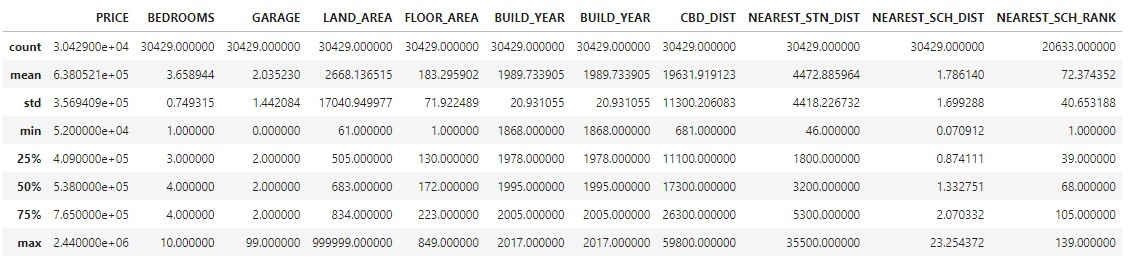 PRICE BEDROOMS GARAGE LAND_AREA FLOOR_AREA BUILD_YEAR BUILD_YEAR CBD_DIST NEAREST_STN_DIST NEAREST_SCH_DIST NEAREST_SCH_RANK
count 3.042900e+04 30429.000000 30429.000000 30429.000000 30429.000000 30429.000000 30429.000000 30429.000000 30429.000000 30429.000000 20633.000000
mean 6.380521e+05 3.658944 2.035230 2668.136515 183.295902 1989.733905 1989.733905 19631.919123 4472.885964 1.786140 72.374352
std 3.569409e+05 0.749315 1.442084 17040.949977 71.922489 20.931055 20.931055 11300.206083 4418.226732 1.699288 40.653188
min 5.200000e+04 1.000000 0.000000 61.000000 1.000000 1868.000000 1868.000000 681.000000 46.000000 0.070912 1.000000
25% 4.090000e+05 3.000000 2.000000 505.000000 130.000000 1978.000000 1978.000000 11100.000000 1800.000000 0.874111 39.000000
50% 5.380000e+05 4.000000 2.000000 683.000000 172.000000 1995.000000 1995.000000 17300.000000 3200.000000 1.332751 68.000000
75% 7.650000e+05 4.000000 2.000000 834.000000 223.000000 2005.000000 2005.000000 26300.000000 5300.000000 2.070332 105.000000
max 2.440000e+06 10.000000 99.000000 999999.000000 849.000000 2017.000000 2017.000000 59800.000000 35500.000000 23.254372 139.000000